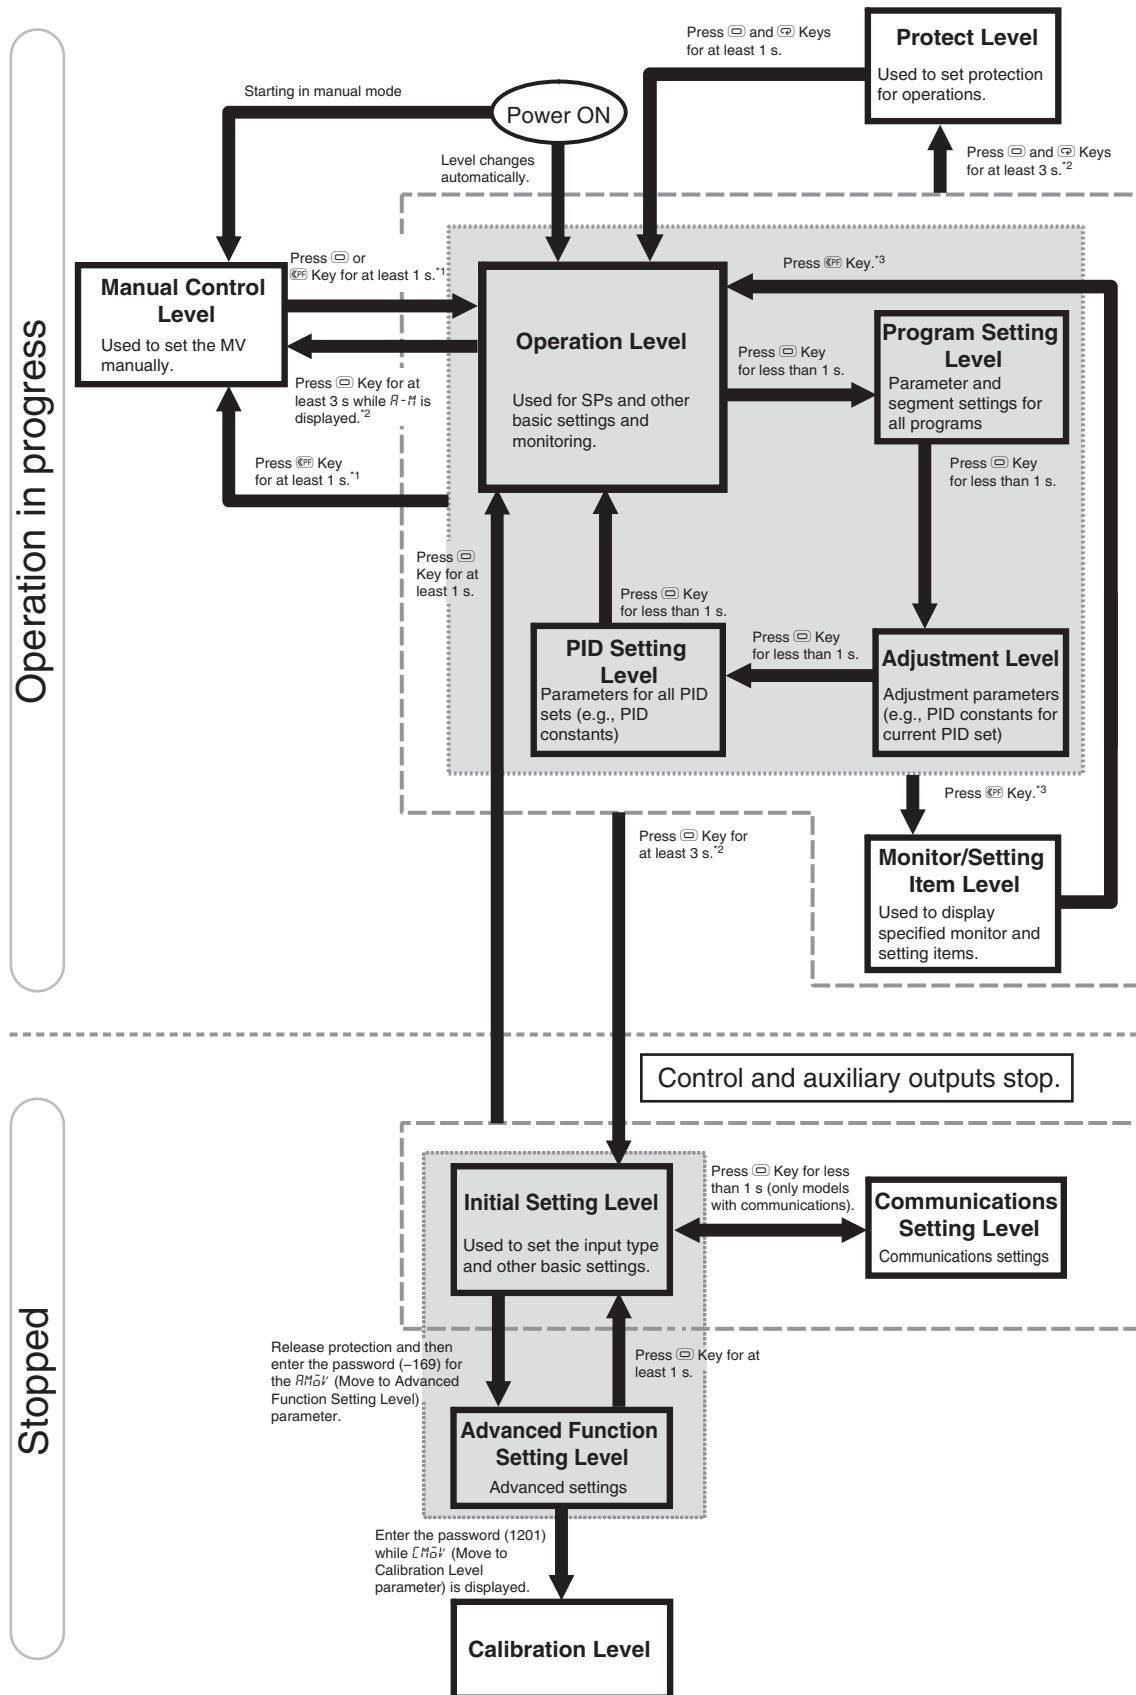 Operation in progress
Press and Keys
for at least 1 s.
Protect Level
Used to set protection
for operations.
Starting in manual mode
Power ON
Level changes
automatically.
Press and Keys
for at least 3 s.*2
Press or
PF Key for at least 1 s.*1
Manual Control
Level
Used to set the MV
manually.
Press Key for at
least 3 s while A-M is
displayed.*2
Press PF Key
for at least 1 s.*1
Operation Level
Used for SPs and other
basic settings and
monitoring.
Press PF Key.*3
Press Key
for less than 1 s.
Program Setting
Level
Parameter and
segment settings for
all programs
Press Key
for less than 1 s.
Press
Key for at
least 1 s.
Press Key
for less than 1 s.
PID Setting
Level
Parameters for all PID
sets (e.g., PID
constants)
Press Key
for less than 1 s.
Adjustment Level
Adjustment parameters
(e.g., PID constants for
current PID set)
Press PF Key.*3
Press Key for
at least 3 s.*2
Monitor/Setting
Item Level
Used to display
specified monitor and
setting items.
Control and auxiliary outputs stop.
Stopped
Initial Setting Level
Used to set the input type
and other basic settings.
Press Key for less
than 1 s (only models
with communications).
Communications
Setting Level
Communications settings
Release protection and then
enter the password (−169) for
the AMoV (Move to Advanced
Function Setting Level)
parameter.
Press Key for at
least 1 s.
Advanced Function
Setting Level
Advanced settings
Enter the password (1201)
while CMoV (Move to
Calibration Level
parameter) is displayed.
Calibration Level